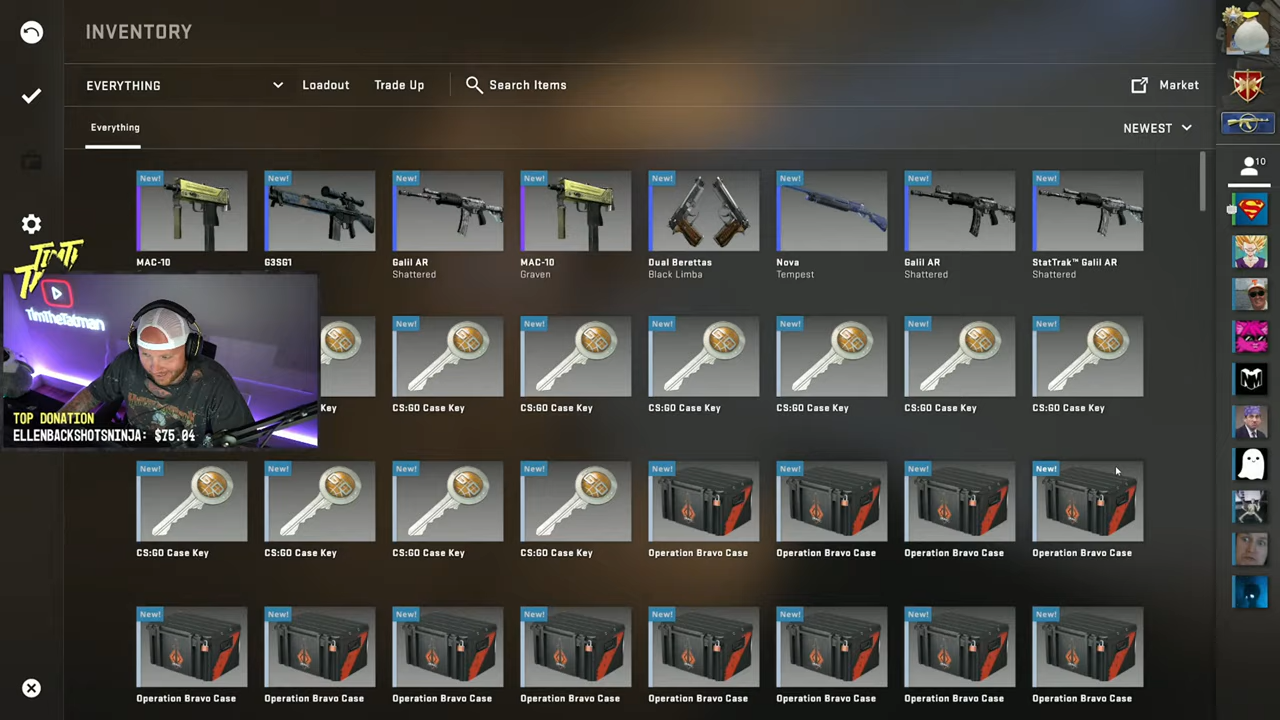 INVENTORY
EVERYTHING
Loadout
Trade Up
Search Items
Market
Everything
NEWEST
10
New!
New!
New!
New!
New!
New!
New!
New!
MAC-10
G3SG1
Galil AR
Shattered
MAC-10
Graven
Dual Berettas
Black Limba
Nova
Tempest
Galil AR
Shattered
StatTrak™ Galil AR
Shattered
TimTheTatman
TOP DONATION
ELLENBACKSHOTSNINJA: $75.04
New!
New!
New!
New!
New!
New!
Key
CS:GO Case Key
CS:GO Case Key
CS:GO Case Key
CS:GO Case Key
CS:GO Case Key
CS:GO Case Key
New!
New!
New!
New!
New!
New!
New!
New!
CS:GO Case Key
CS:GO Case Key
CS:GO Case Key
CS:GO Case Key
Operation Bravo Case
Operation Bravo Case
Operation Bravo Case
Operation Bravo Case
New!
New!
New!
New!
New!
New!
New!
New!
Operation Bravo Case
Operation Bravo Case
Operation Bravo Case
Operation Bravo Case
Operation Bravo Case
Operation Bravo Case
Operation Bravo Case
Operation Bravo Case